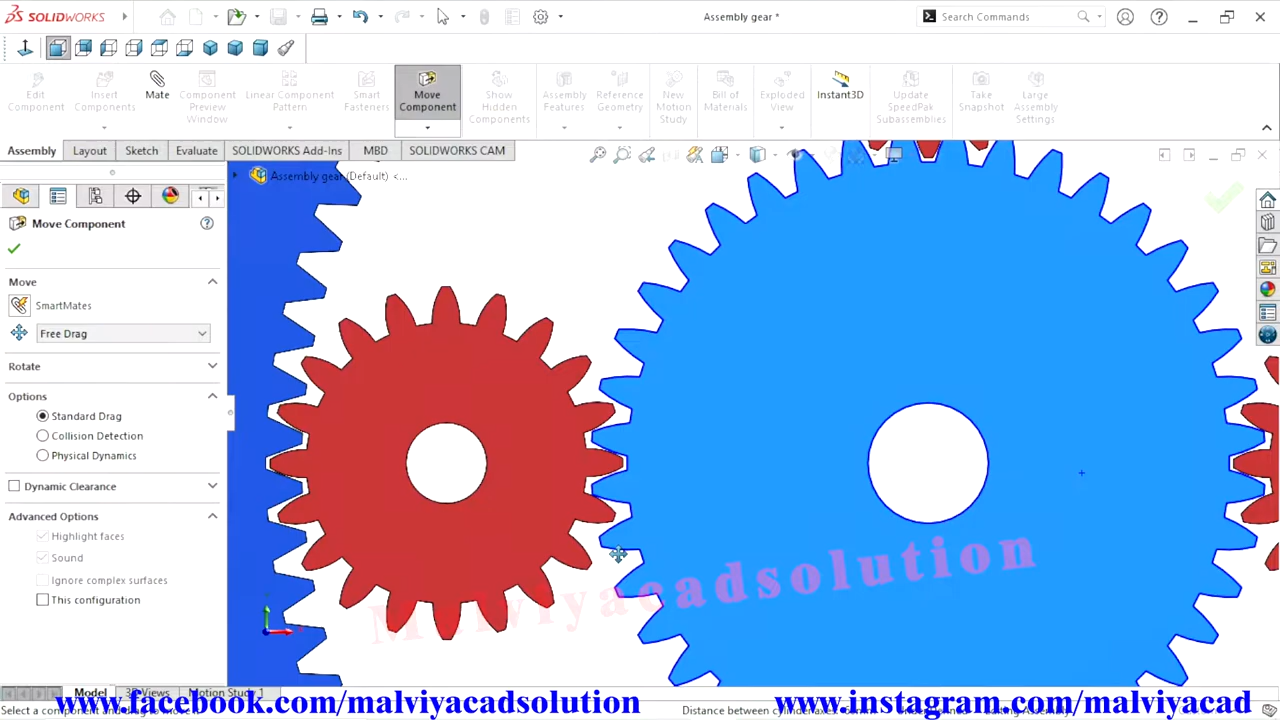 SOLIDWORKS
Assembly gear *
Search Commands
Edit Component
Insert Components
Mate
Component Preview Window
Linear Component Pattern
Smart Fasteners
Move Component
Show Hidden Components
Assembly Features
Reference Geometry
New Motion Study
Bill of Materials
Exploded View
Instant3D
Update SpeedPak Subassemblies
Take Snapshot
Large Assembly Settings
Assembly
Layout
Sketch
Evaluate
SOLIDWORKS Add-Ins
MBD
SOLIDWORKS CAM
Assembly gear (Default) <...
Move Component
Move
SmartMates
Free Drag
Rotate
Options
Standard Drag
Collision Detection
Physical Dynamics
Dynamic Clearance
Advanced Options
Highlight faces
Sound
Ignore complex surfaces
This configuration
Malviyacadsolution
Model
3D Views
Motion Study 1
www.facebook.com/malviyacadsolution
www.instagram.com/malviyacad